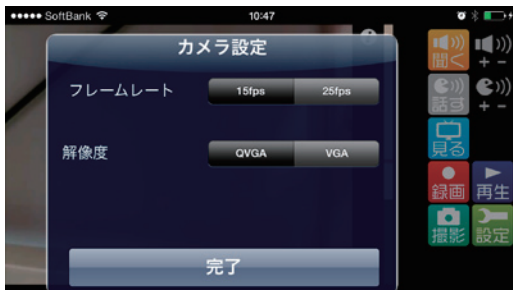 SoftBank 10:47
カメラ設定
フレームレート 15fps 25fps
解像度 QVGA VGA
完了
聞く + -
話す + -
見る
録画 再生
撮影 設定